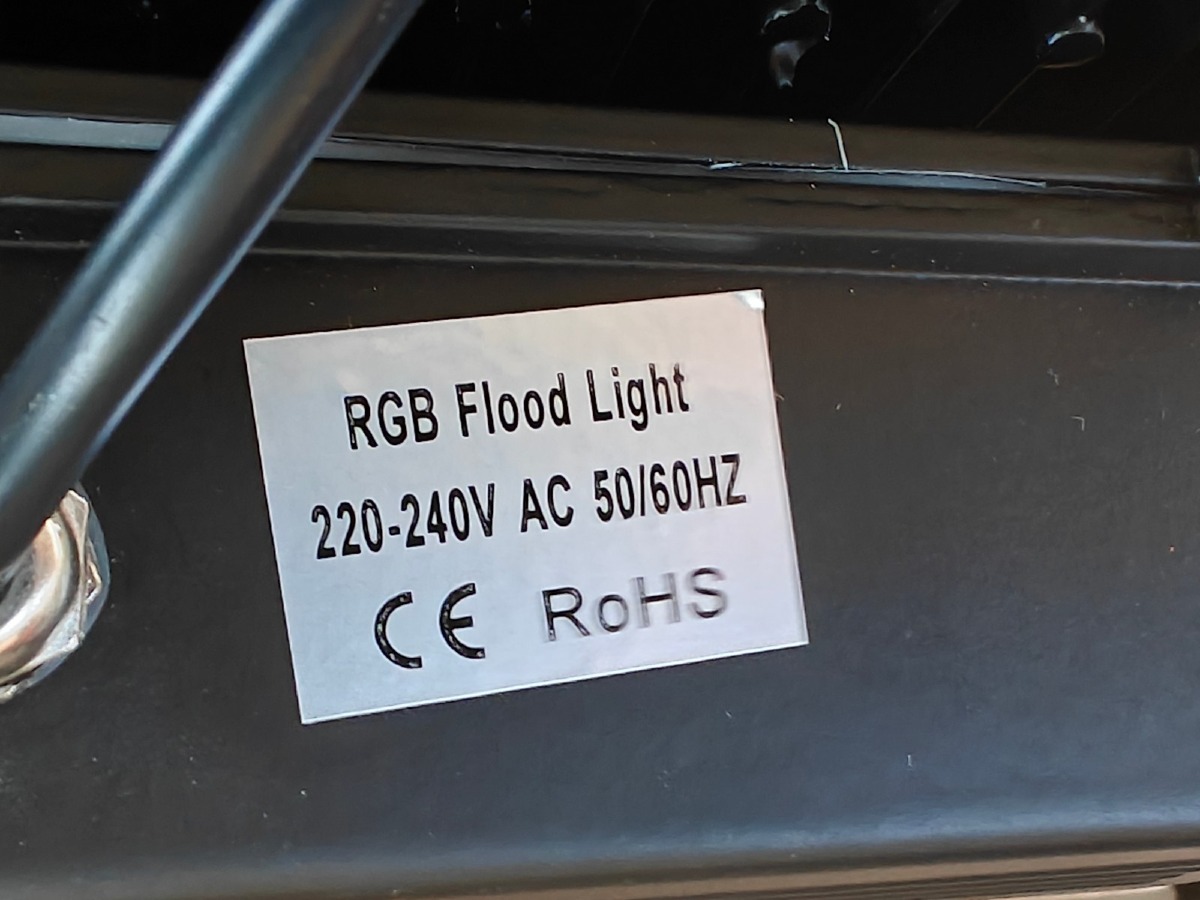 RGB Flood Light
220-240V AC 50/60HZ
CE RoHS